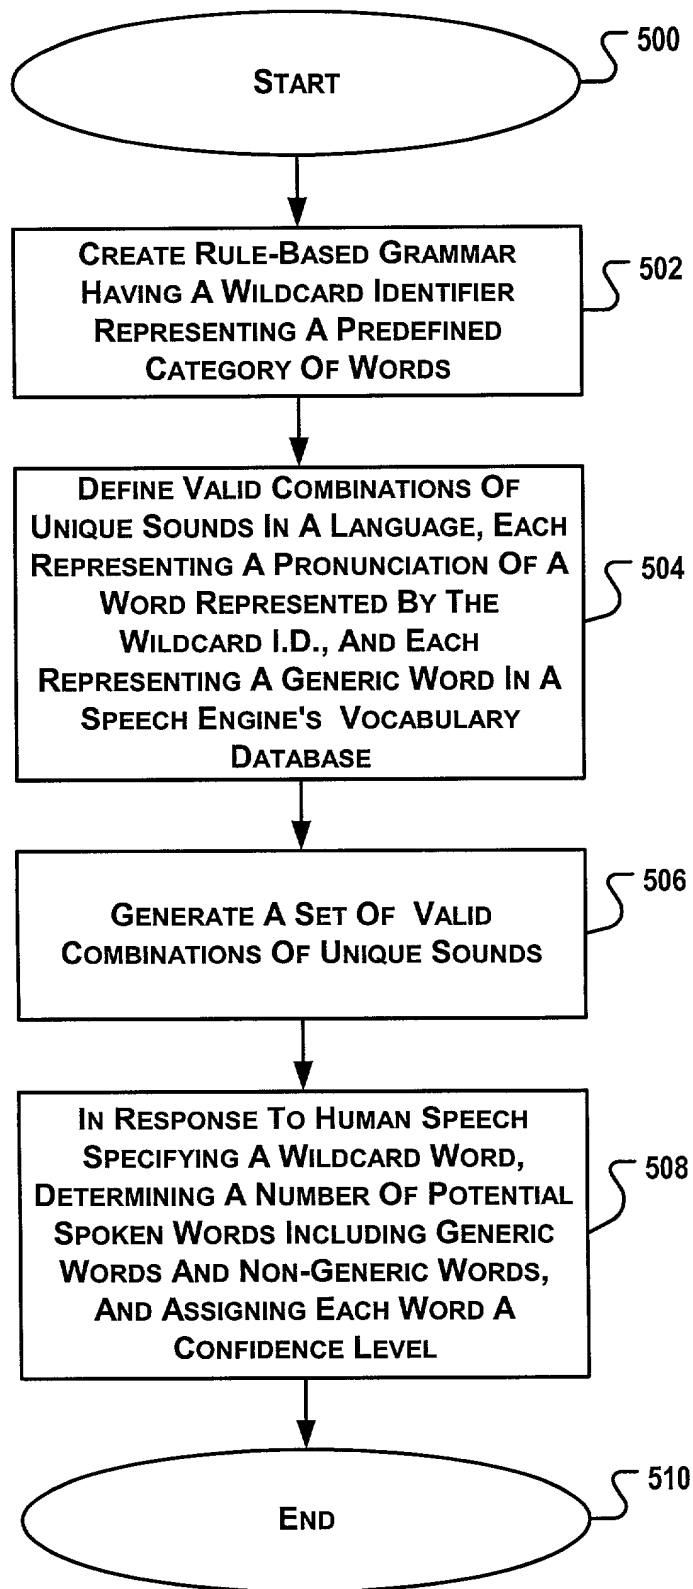 500
START
CREATE RULE-BASED GRAMMAR
HAVING A WILDCARD IDENTIFIER
REPRESENTING A PREDEFINED
CATEGORY OF WORDS
502
DEFINE VALID COMBINATIONS OF
UNIQUE SOUNDS IN A LANGUAGE, EACH
REPRESENTING A PRONUNCIATION OF A
WORD REPRESENTED BY THE
WILDCARD I.D., AND EACH
REPRESENTING A GENERIC WORD IN A
SPEECH ENGINE'S VOCABULARY
DATABASE
504
GENERATE A SET OF VALID
COMBINATIONS OF UNIQUE SOUNDS
506
IN RESPONSE TO HUMAN SPEECH
SPECIFYING A WILDCARD WORD,
DETERMINING A NUMBER OF POTENTIAL
SPOKEN WORDS INCLUDING GENERIC
WORDS AND NON-GENERIC WORDS,
AND ASSIGNING EACH WORD A
CONFIDENCE LEVEL
508
END
510